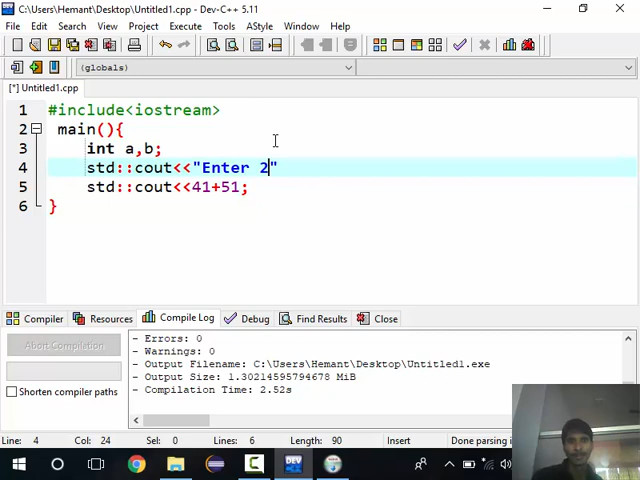 C:\Users\Hemant\Desktop\Untitled1.cpp - Dev-C++ 5.11
File Edit Search View Project Execute Tools AStyle Window Help
(globals)
[*] Untitled1.cpp
1 #include<iostream>
2 main(){
3 int a,b;
4 std::cout<<"Enter 2"
5 std::cout<<41+51;
6 }
Compiler Resources Compile Log Debug Find Results Close
Abort Compilation
Shorten compiler paths
- Errors: 0
- Warnings: 0
- Output Filename: C:\Users\Hemant\Desktop\Untitled1.exe
- Output Size: 1.30214595794678 MiB
- Compilation Time: 2.52s
Line: 4 Col: 24 Sel: 0 Lines: 6 Length: 90 Insert Done parsing i